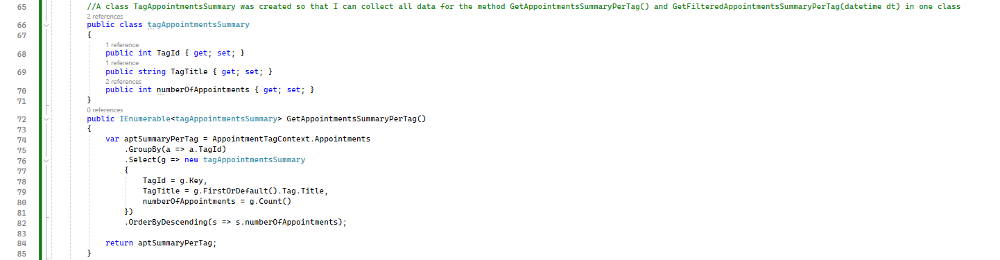 65 //A class TagAppointmentsSummary was created so that I can collect all data for the method GetAppointmentsSummaryPerTag() and GetFilteredAppointmentsSummaryPerTag(datetime dt) in one class
2 references
66 public class tagAppointmentsSummary
67 {
1 reference
68 public int TagId { get; set; }
1 reference
69 public string TagTitle { get; set; }
2 references
70 public int numberOfAppointments { get; set; }
71 }
0 references
72 public IEnumerable<tagAppointmentsSummary> GetAppointmentsSummaryPerTag()
73 {
74 var aptSummaryPerTag = AppointmentTagContext.Appointments
75 .GroupBy(a => a.TagId)
76 .Select(g => new tagAppointmentsSummary
77 {
78 TagId = g.Key,
79 TagTitle = g.FirstOrDefault().Tag.Title,
80 numberOfAppointments = g.Count()
81 })
82 .OrderByDescending(s => s.numberOfAppointments);
83
84 return aptSummaryPerTag;
85 }